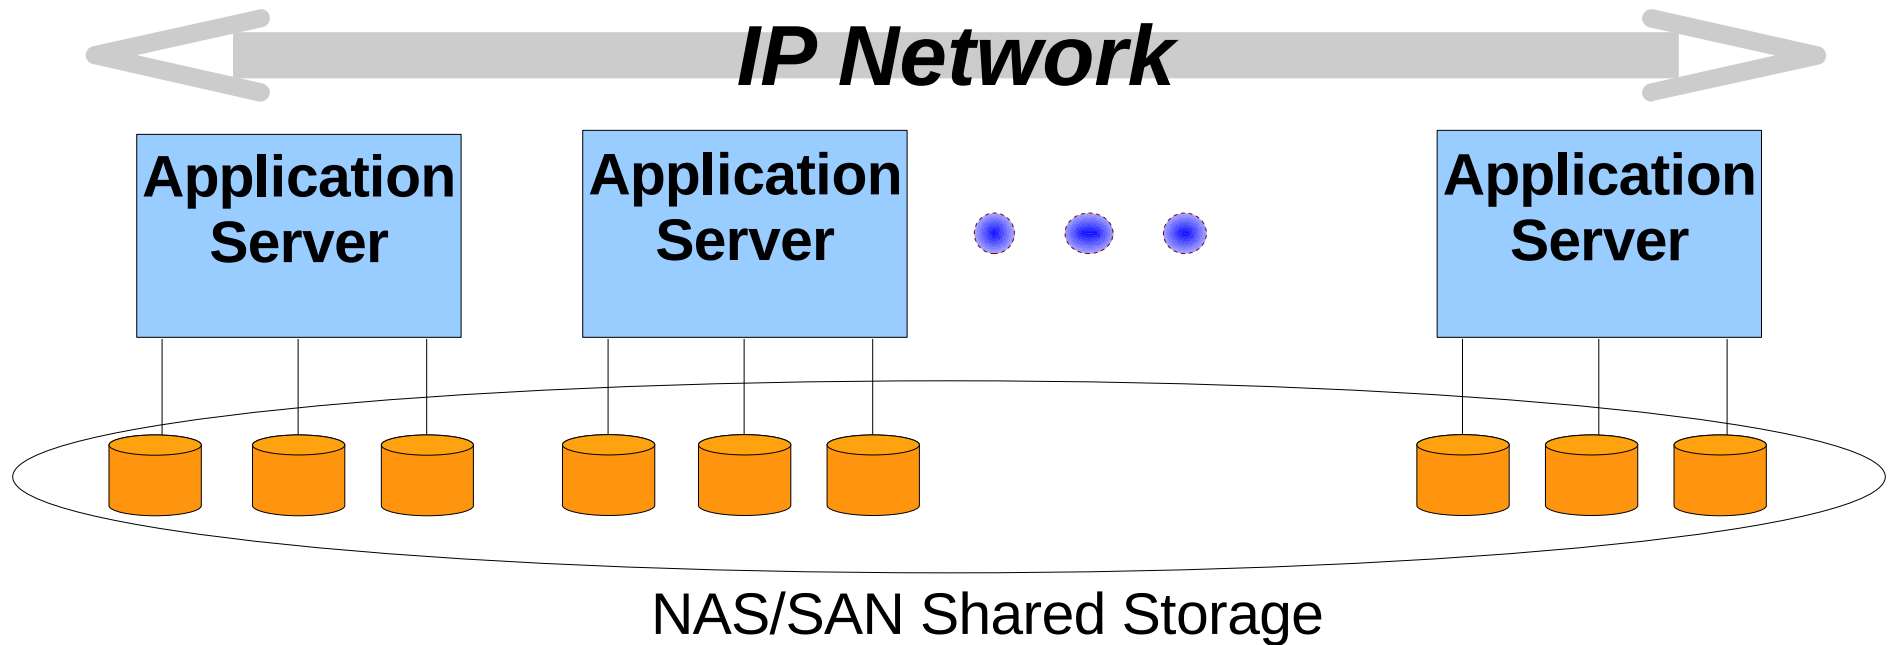 IP Network
Application
Server
Application
Server
Application
Server
NAS/SAN Shared Storage